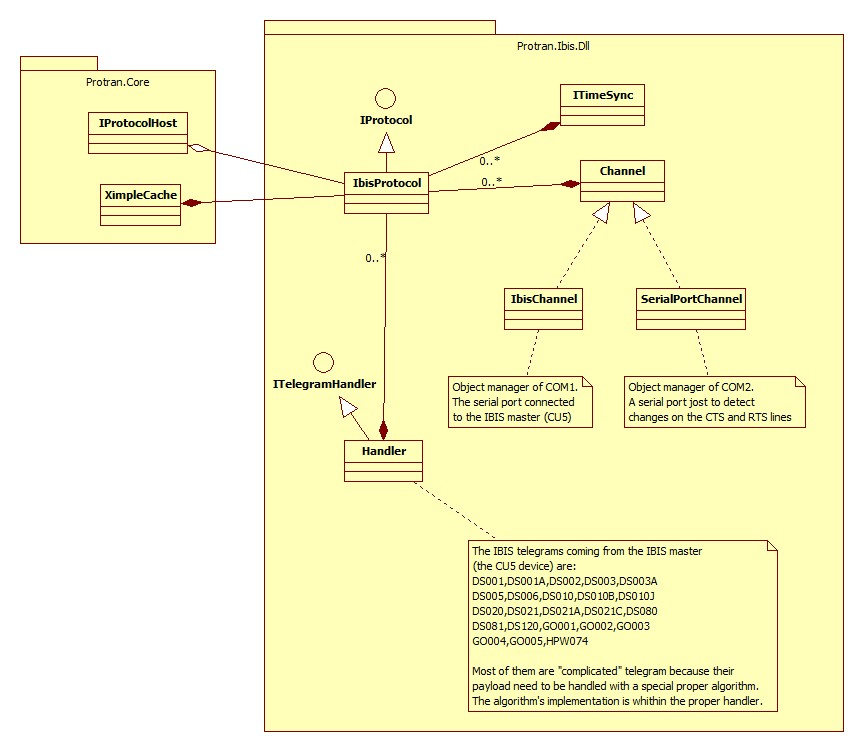 Protran.Ibis.Dll
Protran.Core
IProtocolHost
XimpleCache
IProtocol
IbisProtocol
ITimeSync
0..*
0..*
Channel
0..*
IbisChannel
SerialPortChannel
Object manager of COM1.
The serial port connected
to the IBIS master (CU5)
Object manager of COM2.
A serial port jost to detect
changes on the CTS and RTS lines
ITelegramHandler
Handler
The IBIS telegrams coming from the IBIS master
(the CU5 device) are:
DS001,DS001A,DS002,DS003,DS003A
DS005,DS006,DS010,DS010B,DS010J
DS020,DS021,DS021A,DS021C,DS080
DS081,DS120,GO001,GO002,GO003
GO004,GO005,HPW074
Most of them are "complicated" telegram because their
payload need to be handled with a special proper algorithm.
The algorithm's implementation is whithin the proper handler.